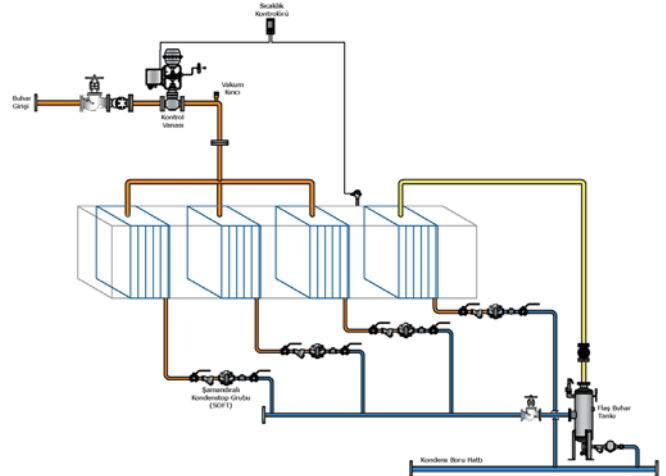 Sıcaklık
Kontrolörü
Buhar
Girişi
Vakum
Kırıcı
Kontrol
Vanası
Şamandıralı
Kondenstop Grubu
(SOFT)
Flaş Buhar
Tankı
Kondens Boru Hattı